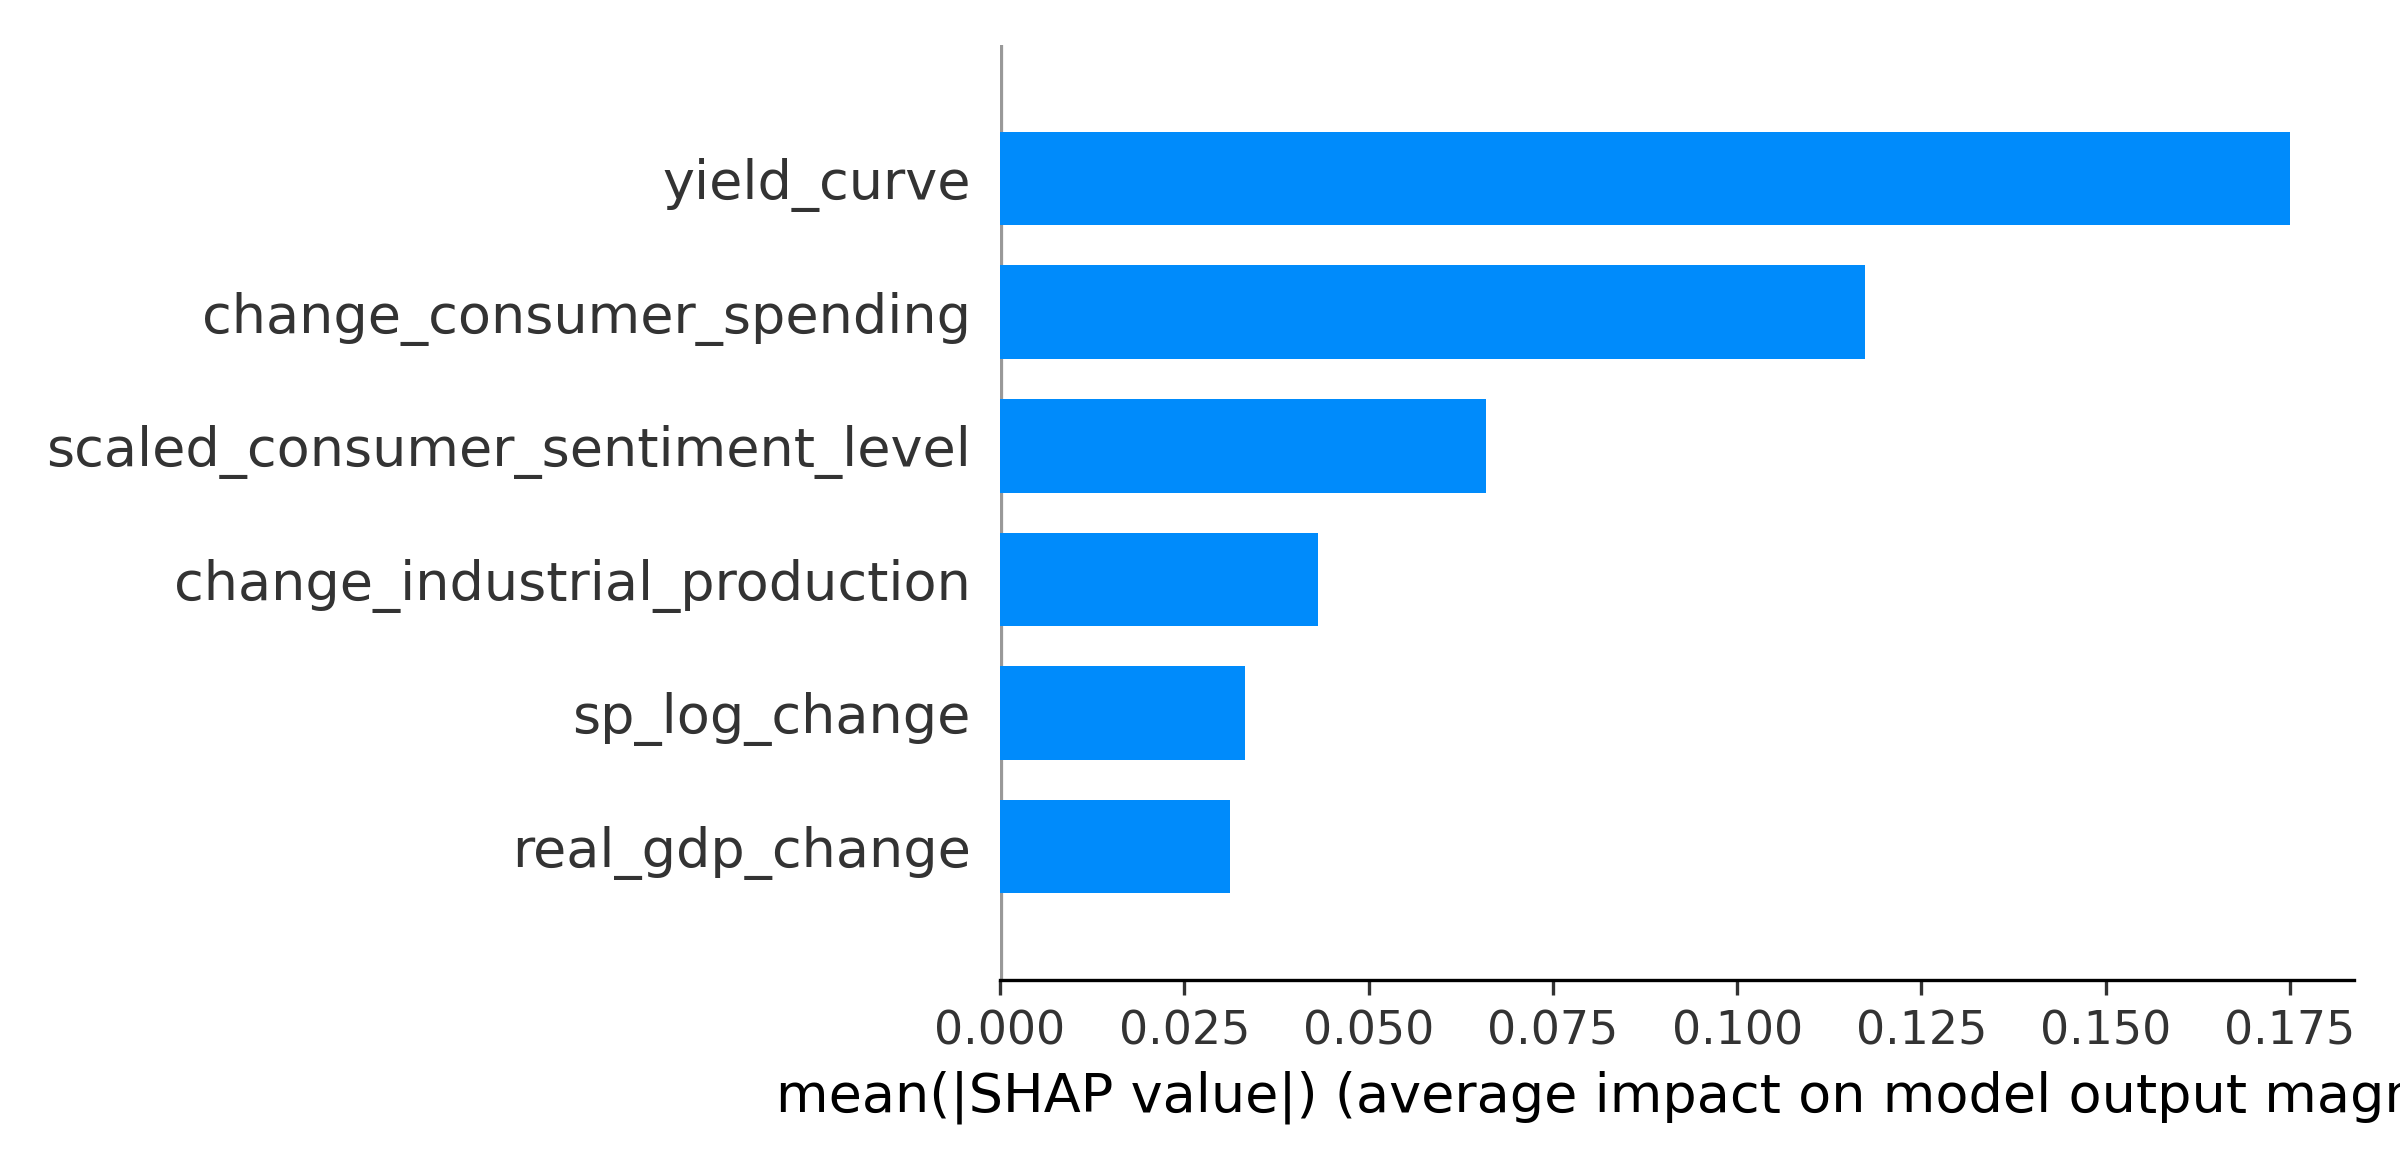 yield_curve
change_consumer_spending
scaled_consumer_sentiment_level
change_industrial_production
sp_log_change
real_gdp_change
0.000 0.025 0.050 0.075 0.100 0.125 0.150 0.175
mean(|SHAP value|) (average impact on model output